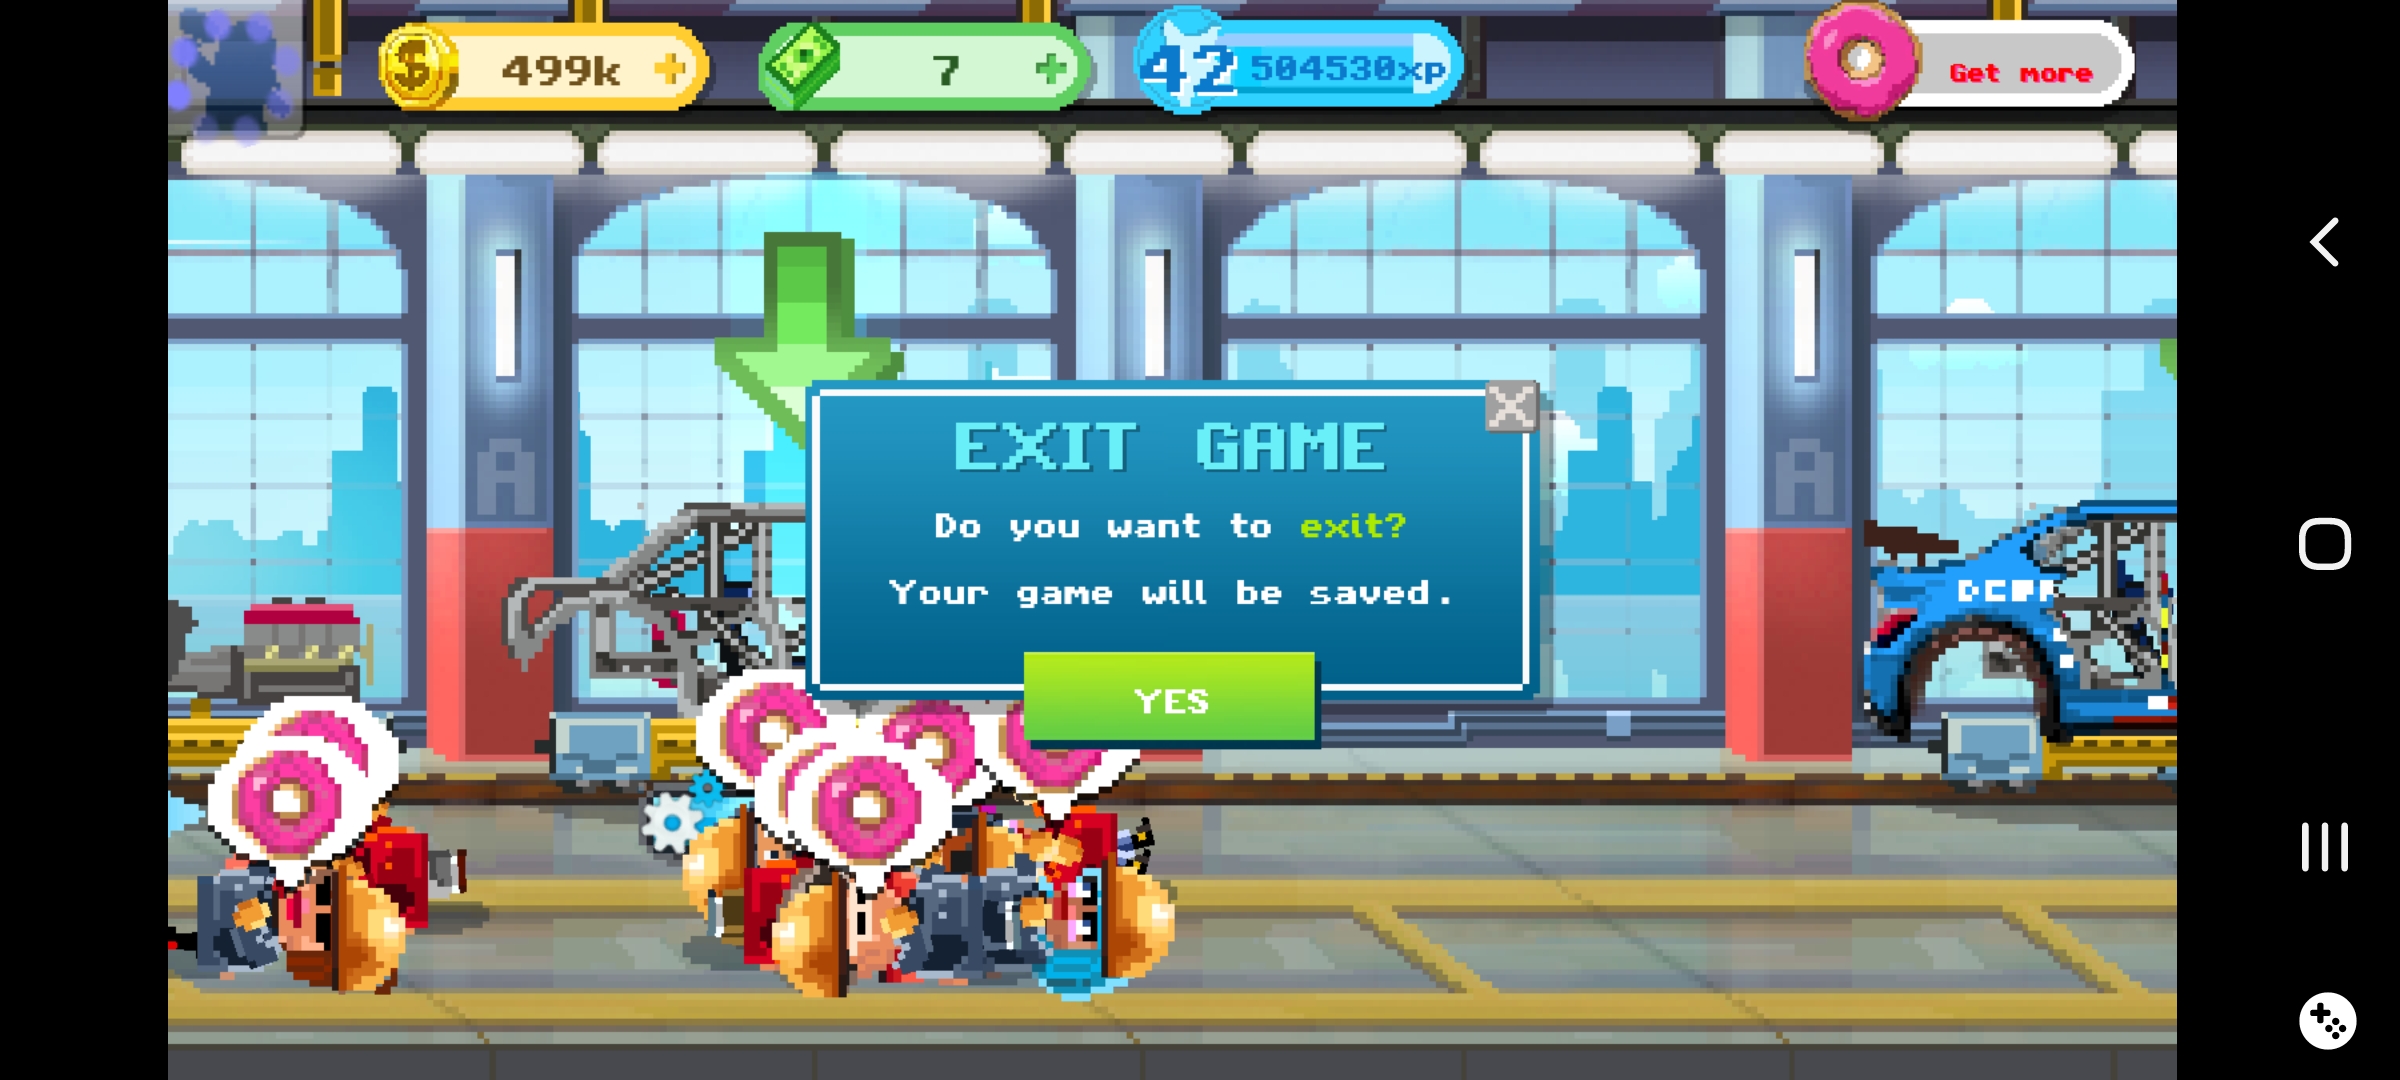 499k
7
42 504530xp
Get more
A
A
EXIT GAME
Do you want to exit?
Your game will be saved.
YES